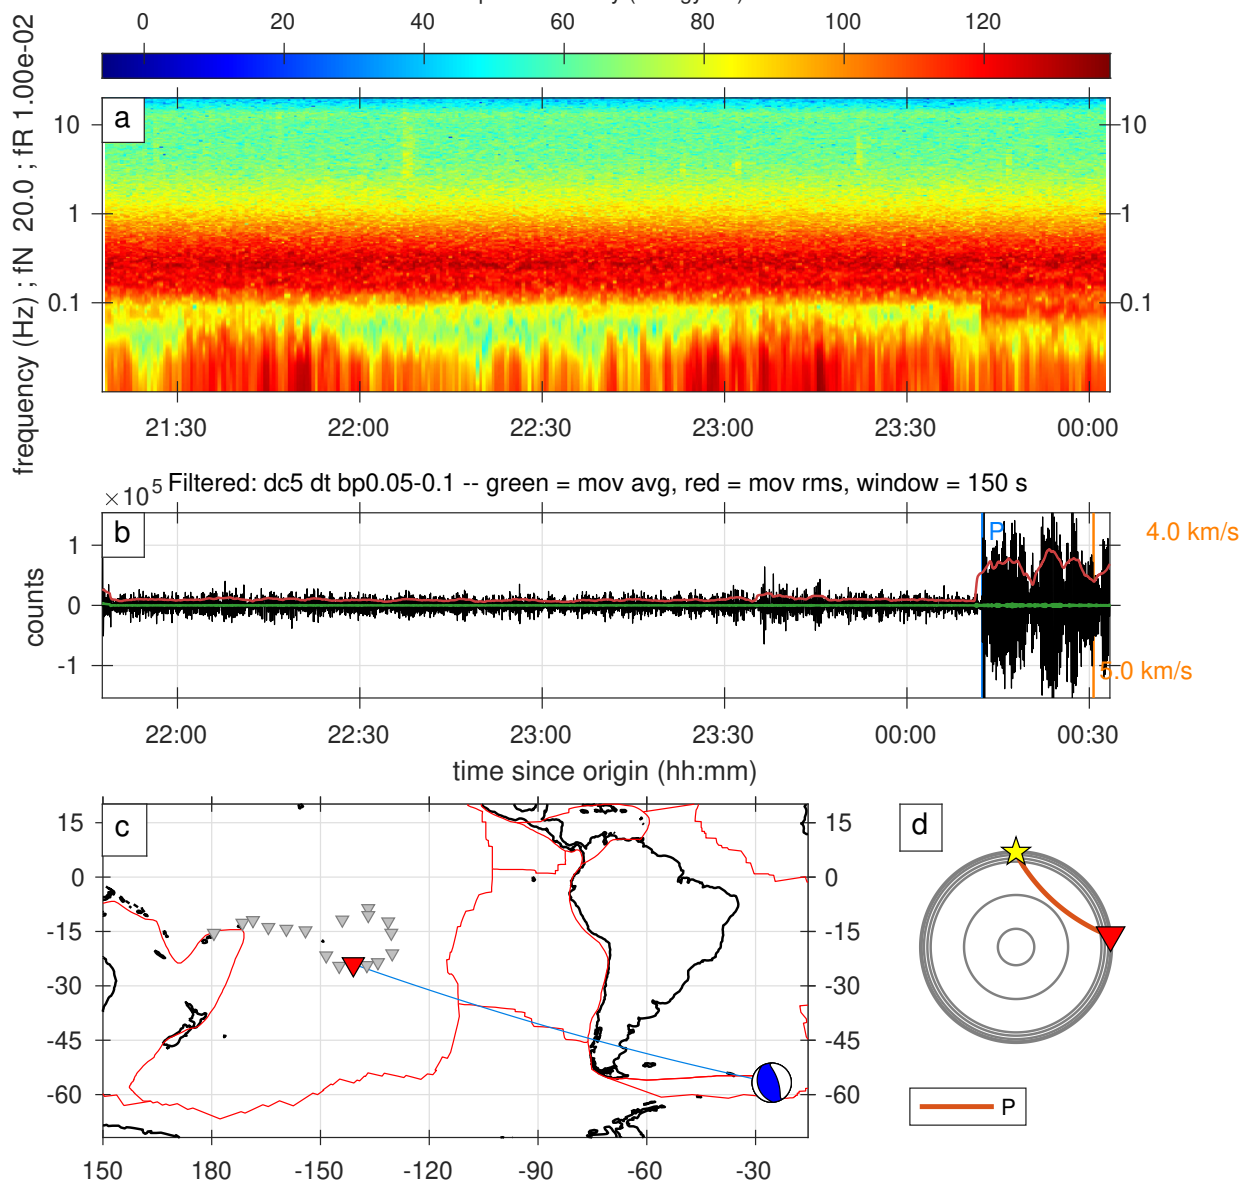 0 20 40 60 80 100 120
frequency (Hz) ; fN 20.0 ; fR 1.00e-02
a
10 10
1 1
0.1 0.1
21:30 22:00 22:30 23:00 23:30 00:00
×10 5
Filtered: dc5 dt bp0.05-0.1 -- green = mov avg, red = mov rms, window = 150 s
b
P
4.0 km/s
counts
1
0
-1
5.0 km/s
22:00 22:30 23:00 23:30 00:00 00:30
time since origin (hh:mm)
c
15 15
0 0
-15 -15
-30 -30
-45 -45
-60 -60
150 180 -150 -120 -90 -60 -30
d
P